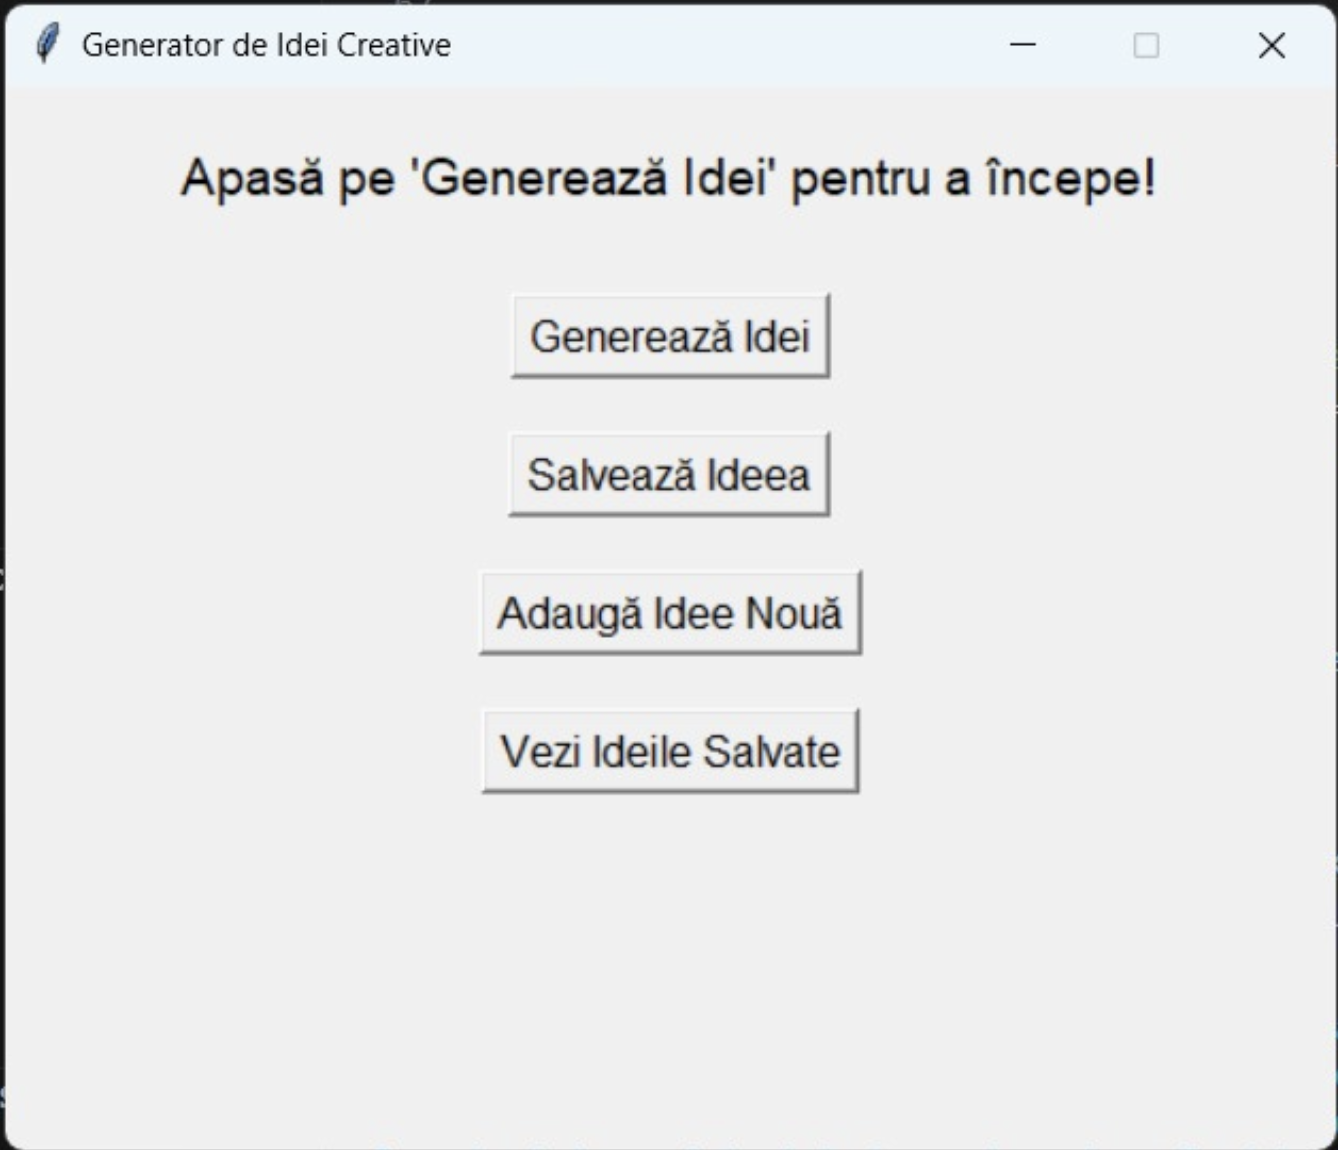 Generator de Idei Creative
Apasă pe 'Generează Idei' pentru a începe!
Generează Idei
Salvează Ideea
Adaugă Idee Nouă
Vezi Ideile Salvate